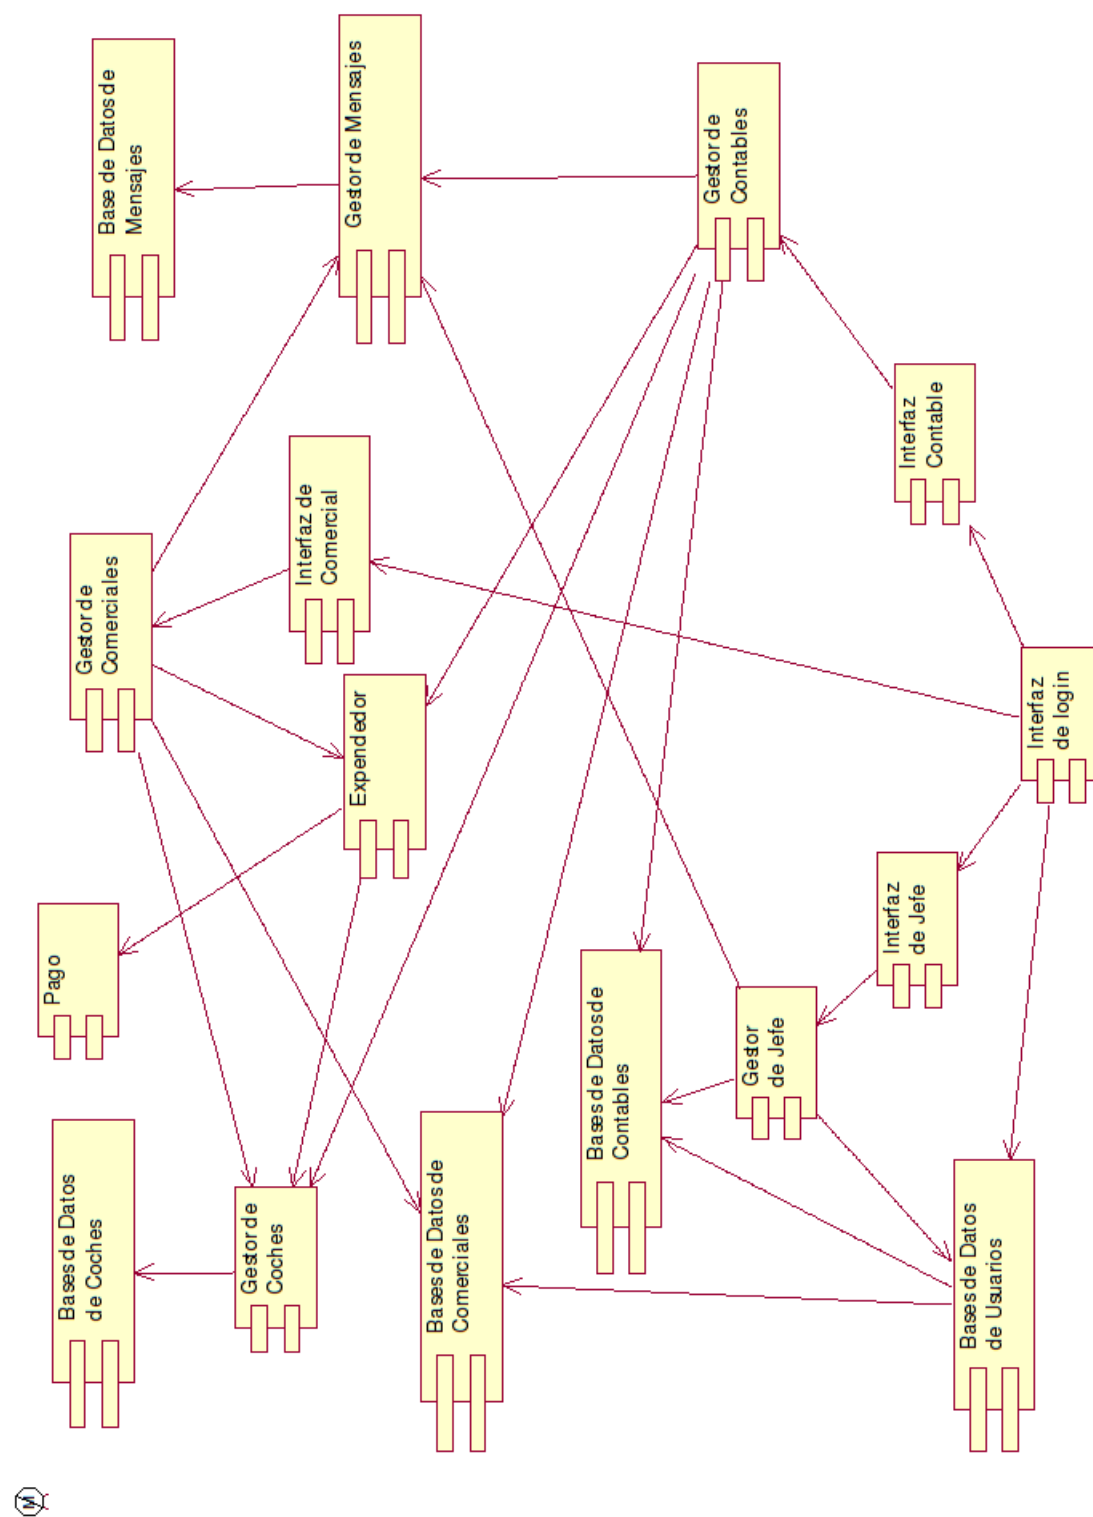 M
Bases de Datos
de Coches
Pago
Gestor de
Comerciales
Base de Datos de
Mensajes
Gestor de
Coches
Expendedor
Interfaz de
Comercial
Gestor de Mensajes
Bases de Datos de
Comerciales
Bases de Datos de
Contables
Gestor
de Jefe
Gestor de
Contables
Bases de Datos
de Usuarios
Interfaz
de Jefe
Interfaz
de login
Interfaz
Contable